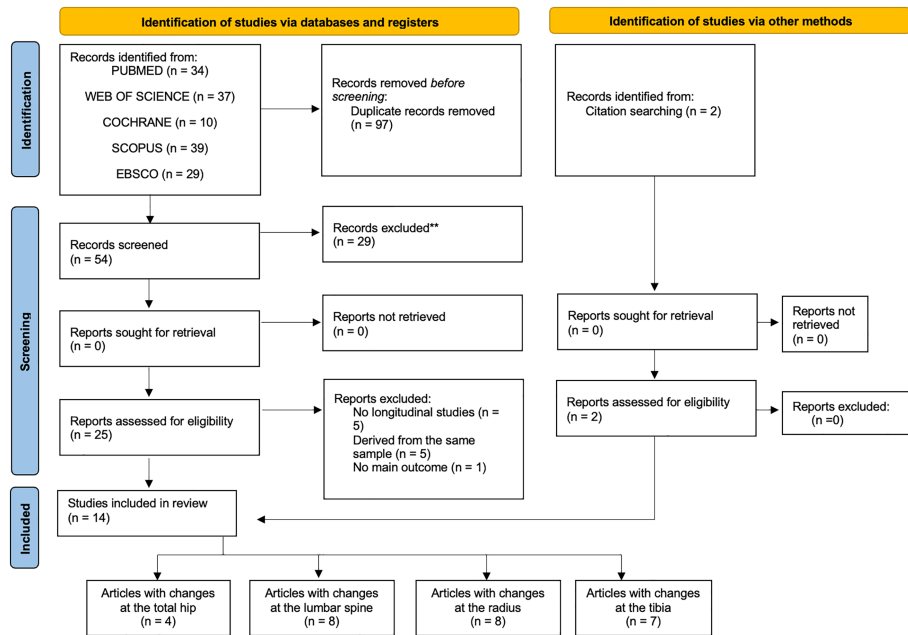 Identification of studies via databases and registers
Identification of studies via other methods
Identification
Records identified from:
PUBMED (n = 34)
WEB OF SCIENCE (n = 37)
COCHRANE (n = 10)
SCOPUS (n = 39)
EBSCO (n = 29)
Records removed before
screening:
Duplicate records removed
(n = 97)
Records identified from:
Citation searching (n = 2)
Screening
Records screened
(n = 54)
Records excluded**
(n = 29)
Reports sought for retrieval
(n = 0)
Reports not retrieved
(n = 0)
Reports sought for retrieval
(n = 0)
Reports not
retrieved
(n = 0)
Reports assessed for eligibility
(n = 25)
Reports excluded:
No longitudinal studies (n =
5)
Derived from the same
sample (n = 5)
No main outcome (n = 1)
Reports assessed for eligibility
(n = 2)
Reports excluded:
(n =0)
Included
Studies included in review
(n = 14)
Articles with changes
at the total hip
(n = 4)
Articles with changes
at the lumbar spine
(n = 8)
Articles with changes
at the radius
(n = 8)
Articles with changes
at the tibia
(n = 7)